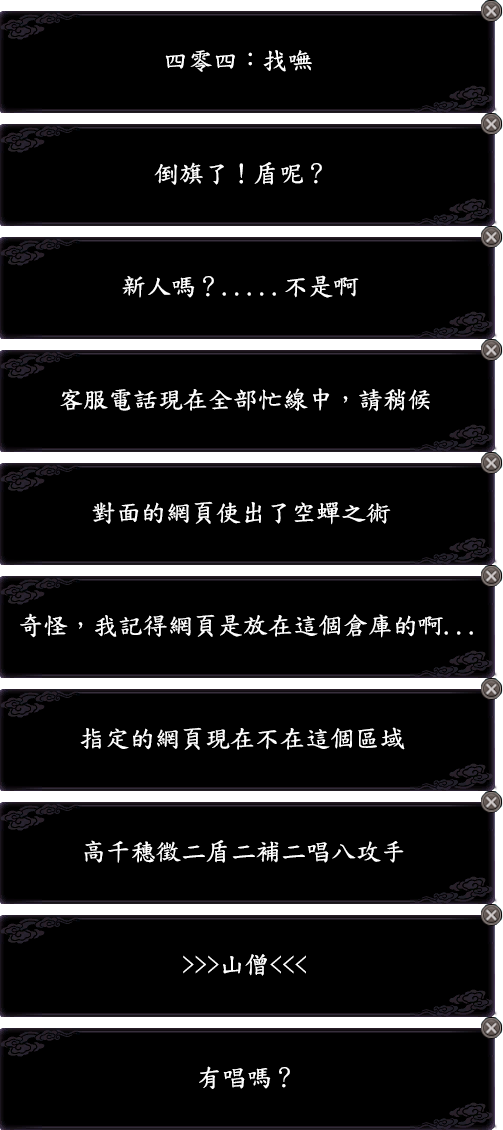 四零四：找嘸
倒旗了！盾呢？
新人嗎？.....不是啊
客服電話現在全部忙線中，請稍候
對面的網頁使出了空蟬之術
奇怪，我記得網頁是放在這個倉庫的啊...
指定的網頁現在不在這個區域
高千穗徵二盾二補二唱八攻手
>>>山僧<<<
有唱嗎？